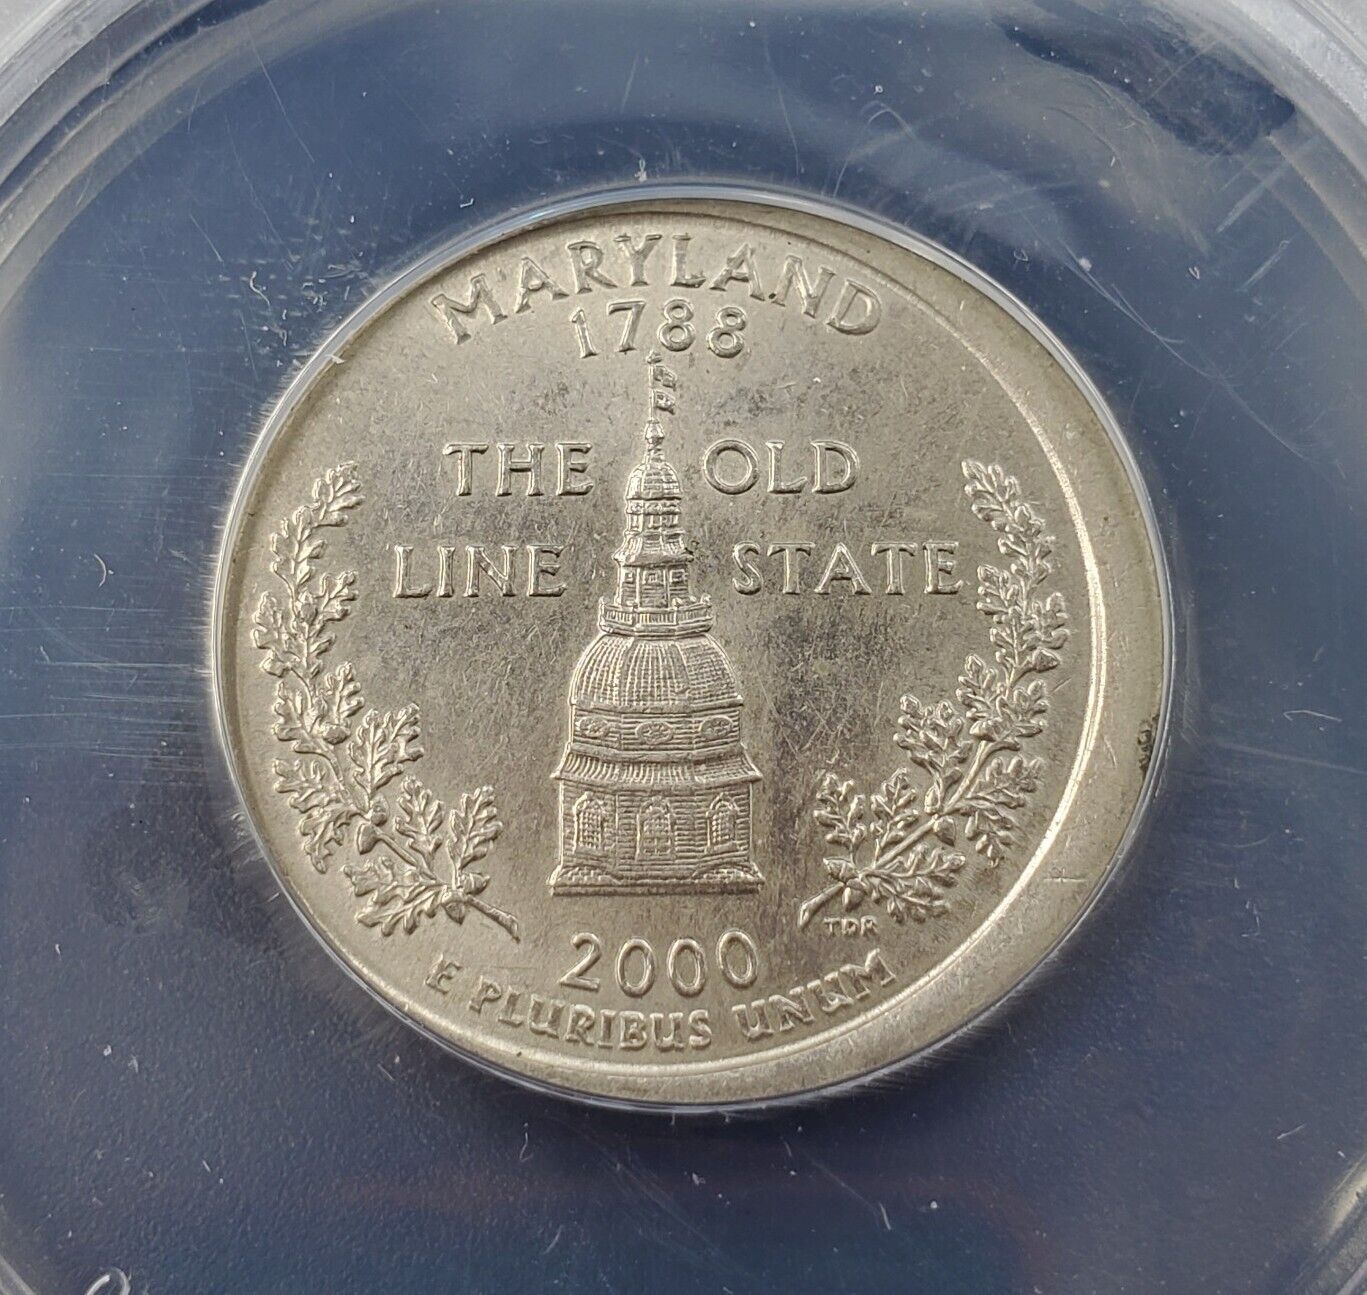 MARYLAND
1788
THE OLD
LINE STATE
TDR
2000
E PLURIBUS UNUM